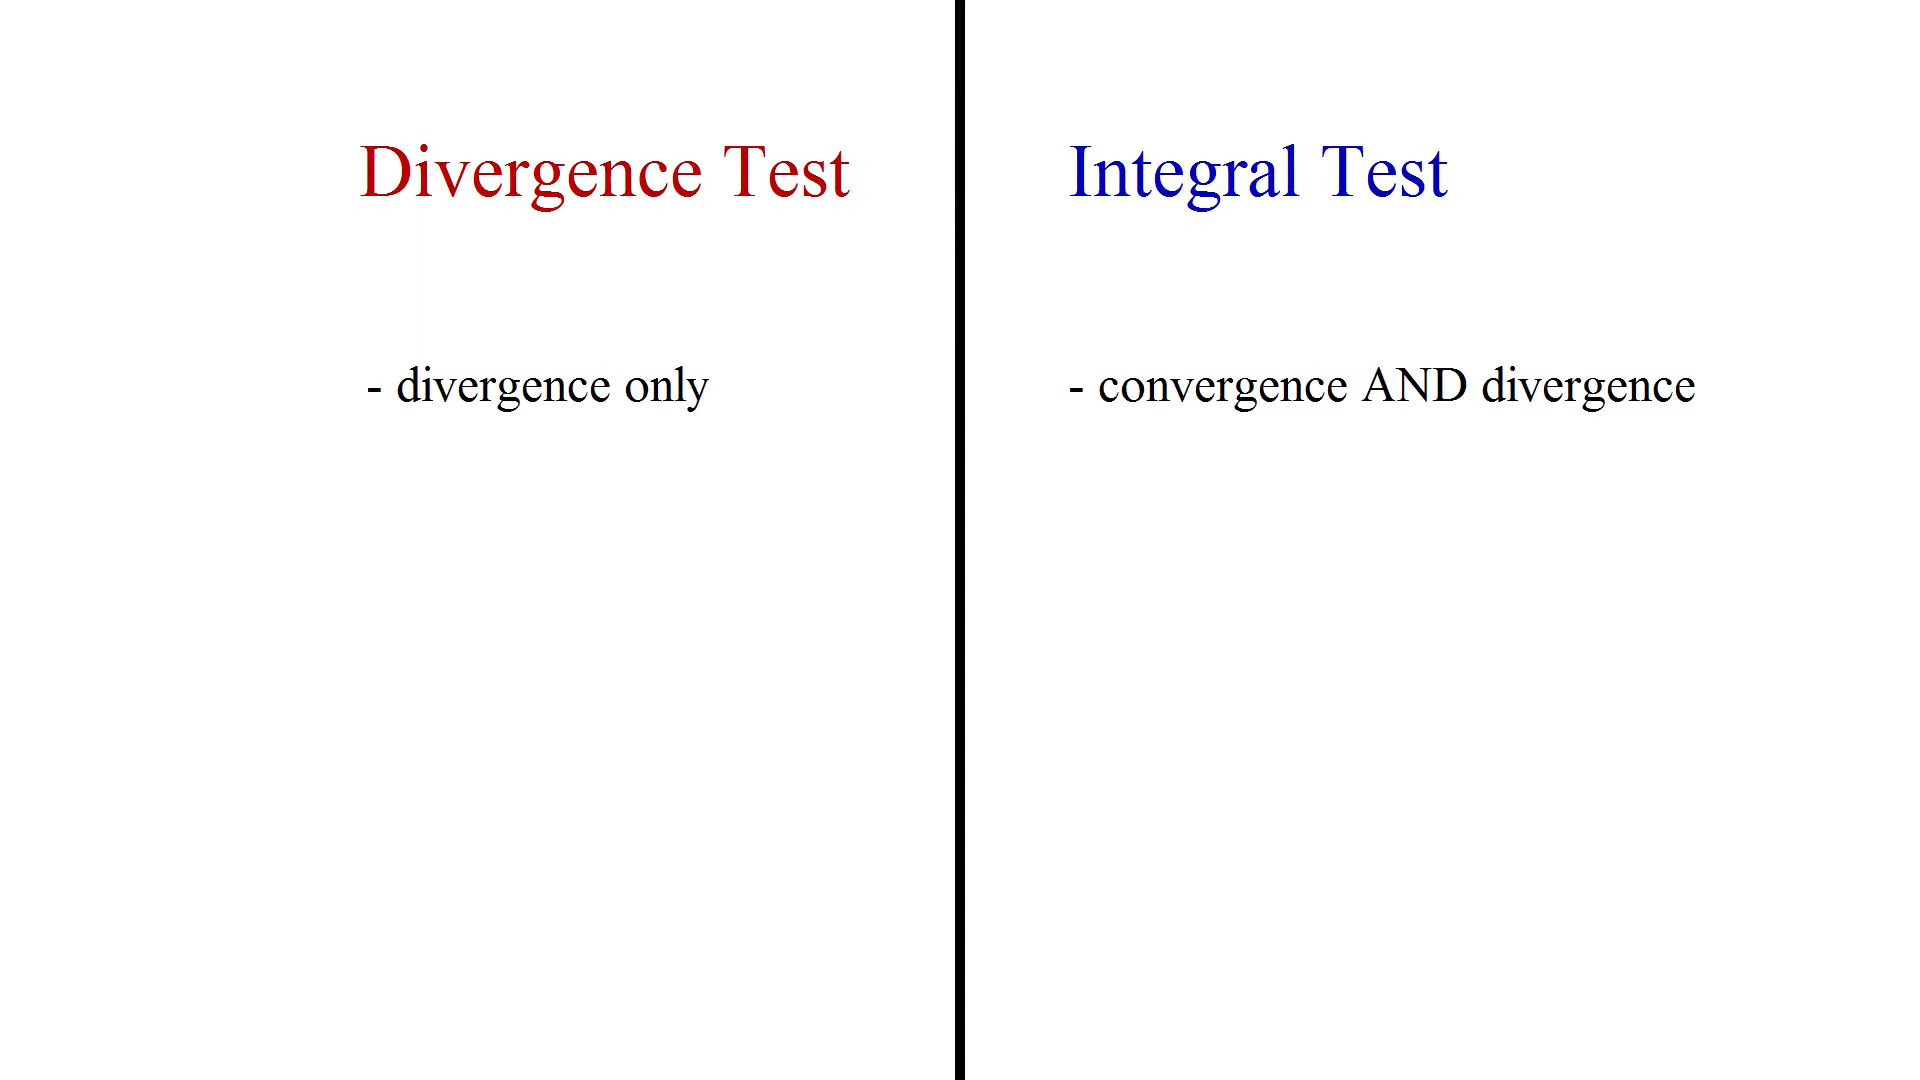 Divergence Test
- divergence only
Integral Test
- convergence AND divergence